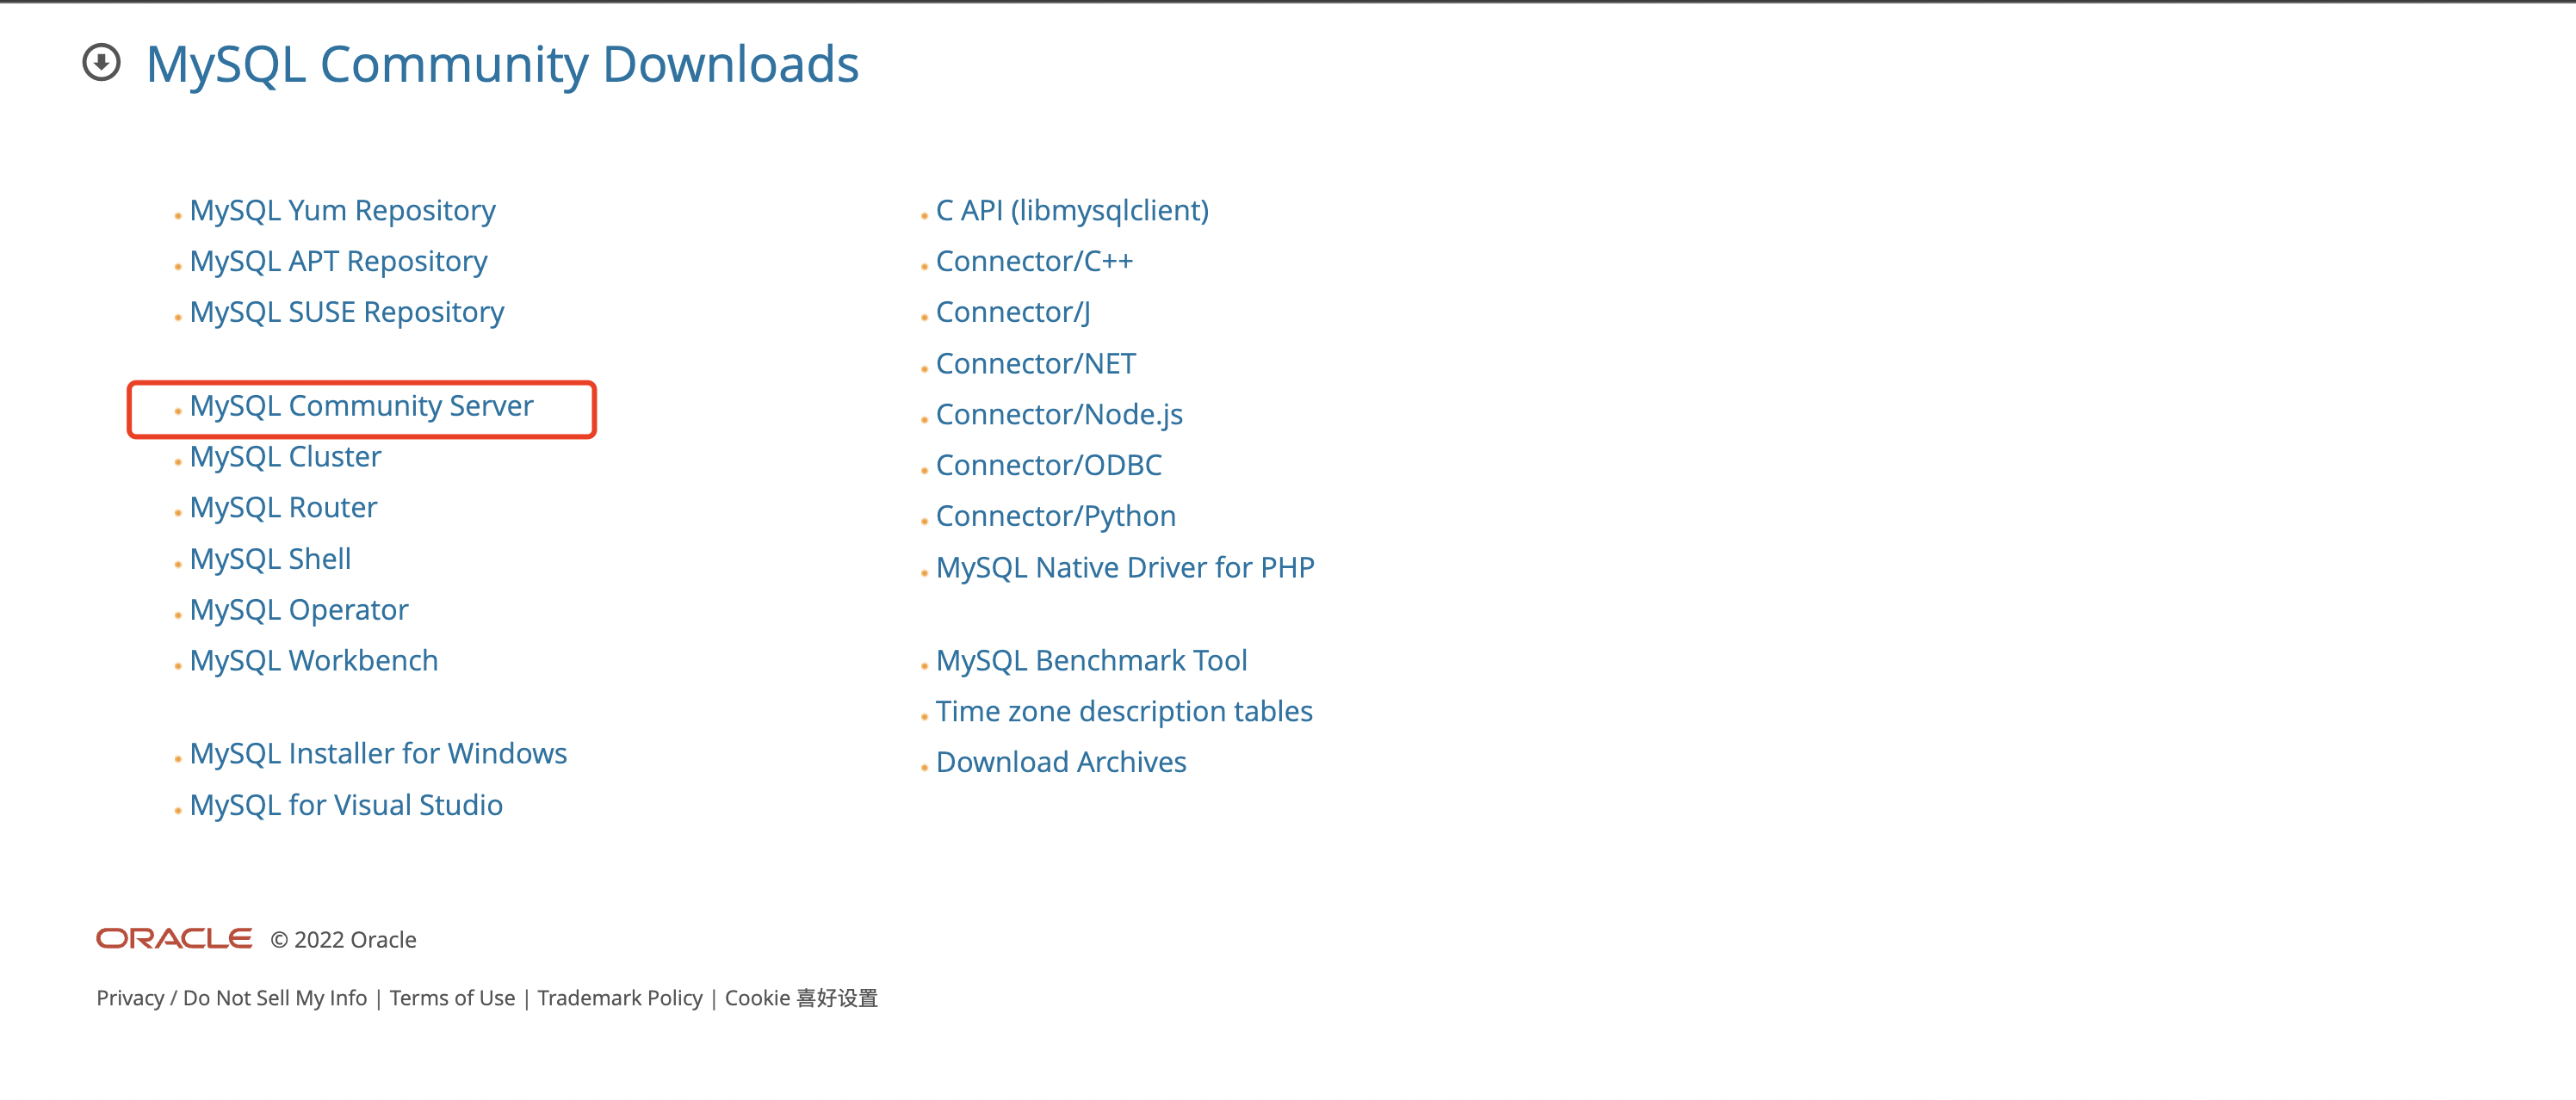 MySQL Community Downloads
MySQL Yum Repository
MySQL APT Repository
MySQL SUSE Repository
MySQL Community Server
MySQL Cluster
MySQL Router
MySQL Shell
MySQL Operator
MySQL Workbench
MySQL Installer for Windows
MySQL for Visual Studio
C API (libmysqlclient)
Connector/C++
Connector/J
Connector/NET
Connector/Node.js
Connector/ODBC
Connector/Python
MySQL Native Driver for PHP
MySQL Benchmark Tool
Time zone description tables
Download Archives
ORACLE © 2022 Oracle
Privacy / Do Not Sell My Info | Terms of Use | Trademark Policy | Cookie 喜好设置